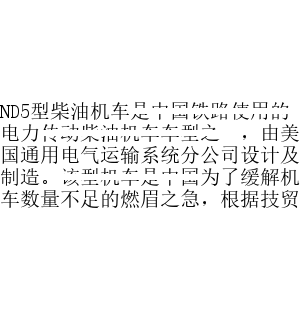 ND5型柴油机车是中国铁路使用的
电力传动柴油机车车型之，由美
国通用电气运输系统分公司设计及
制造。该型机车是中国为了缓解机
车数量不足的燃眉之急，根据技贸